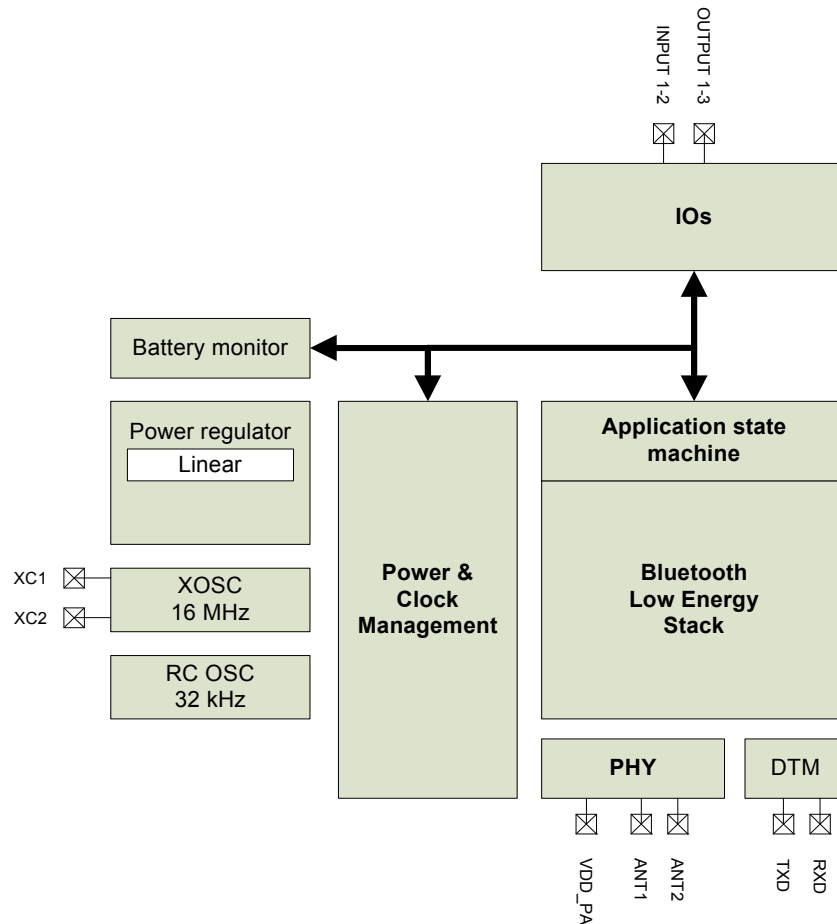 INPUT 1-2
OUTPUT 1-3
IOs
Battery monitor
Power regulator
Linear
Application state
machine
XC1
XC2
XOSC
16 MHz
Power &
Clock
Management
Bluetooth
Low Energy
Stack
RC OSC
32 kHz
PHY
DTM
VDD_PA
ANT1
ANT2
TXD
RXD